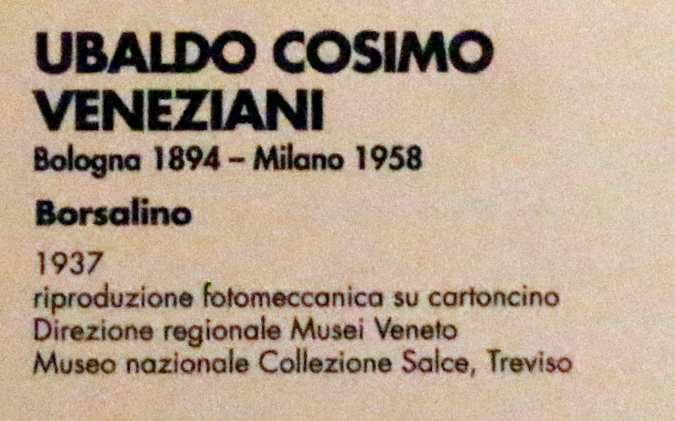 UBALDO COSIMO
VENEZIANI
Bologna 1894 – Milano 1958
Borsalino
1937
riproduzione fotomeccanica su cartoncino
Direzione regionale Musei Veneto
Museo nazionale Collezione Salce, Treviso